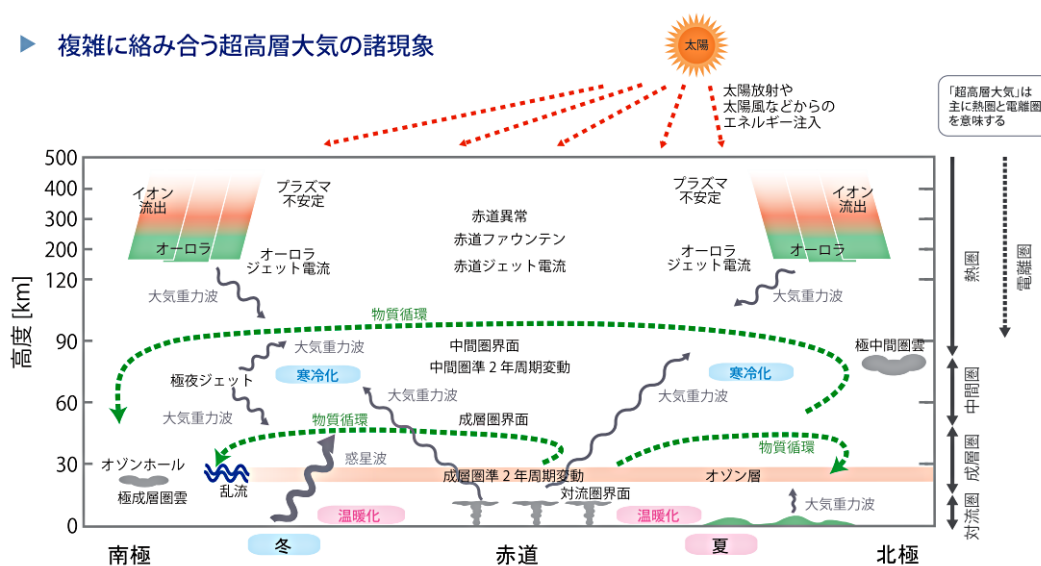 複雑に絡み合う超高層大気の諸現象
太陽
太陽放射や
太陽風などからの
エネルギー注入
「超高層大気」は
主に熱圏と電離圏
を意味する
高度 [km]
500
400
300
200
120
90
60
30
0
イオン
流出
オーロラ
プラズマ
不安定
オーロラ
ジェット電流
赤道異常
赤道ファウンテン
赤道ジェット電流
プラズマ
不安定
オーロラ
ジェット電流
イオン
流出
オーロラ
大気重力波
大気重力波
物質循環
大気重力波
中間圏界面
中間圏準2年周期変動
極中間圏雲
極夜ジェット
寒冷化
寒冷化
大気重力波
大気重力波
大気重力波
成層圏界面
物質循環
物質循環
惑星波
オゾンホール
極成層圏雲
乱流
成層圏準2年周期変動
オゾン層
対流圏界面
大気重力波
温暖化
温暖化
南極
冬
赤道
夏
北極
熱圏
電離圏
中間圏
成層圏
対流圏